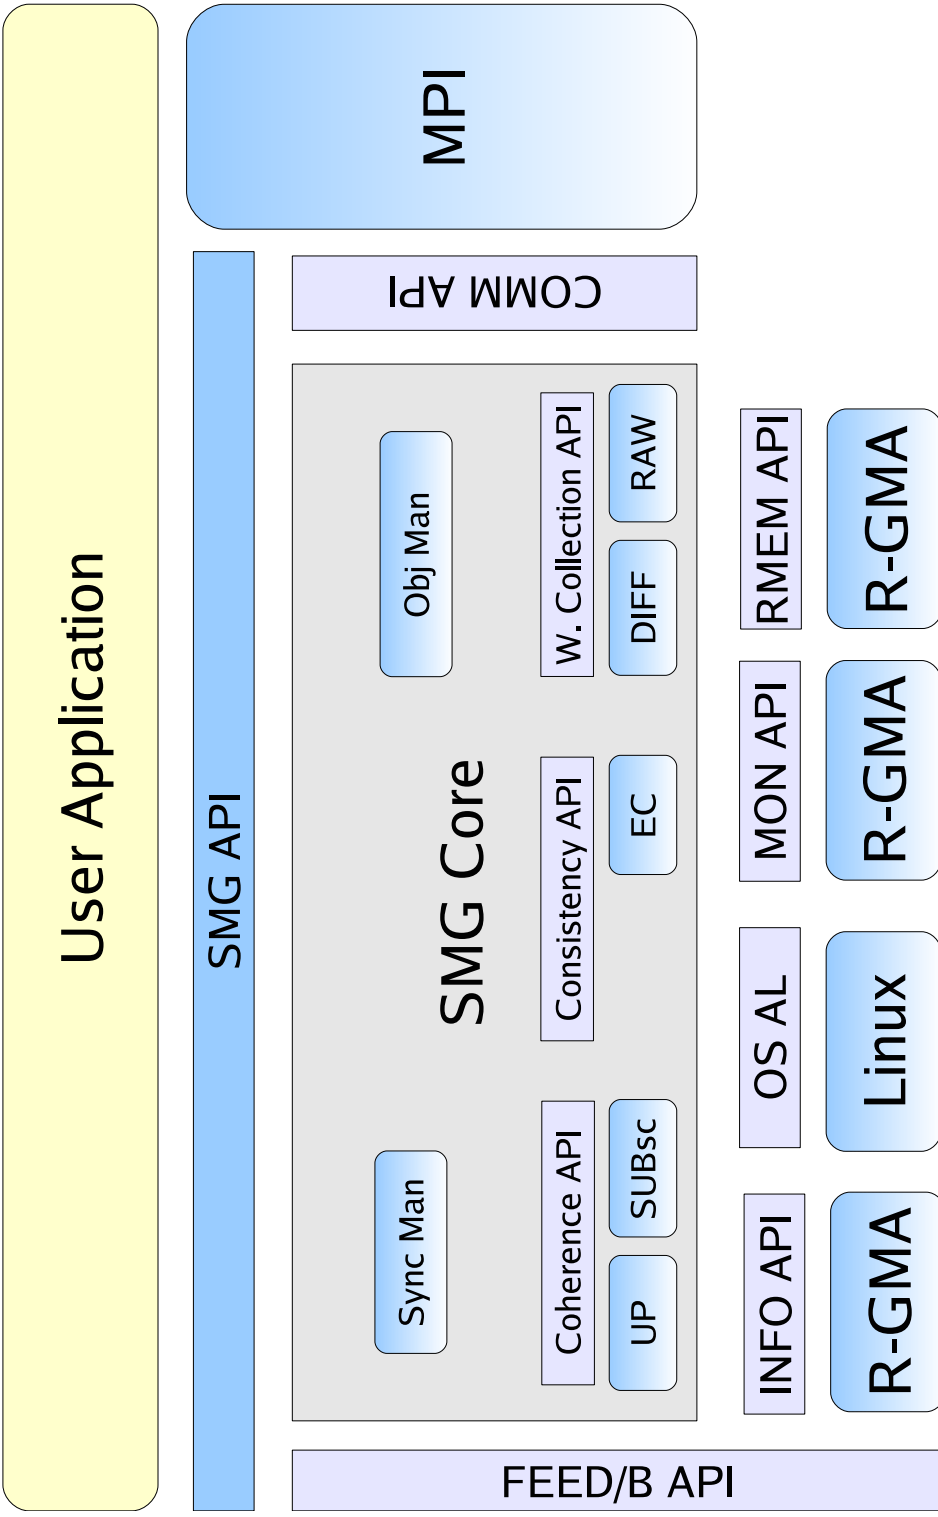 User Application
SMG API
MPI
FEED/B API
COMM API
Sync Man
Obj Man
SMG Core
Coherence API
Consistency API
W. Collection API
UP
SUBsc
EC
DIFF
RAW
INFO API
OS AL
MON API
RMEM API
R-GMA
Linux
R-GMA
R-GMA